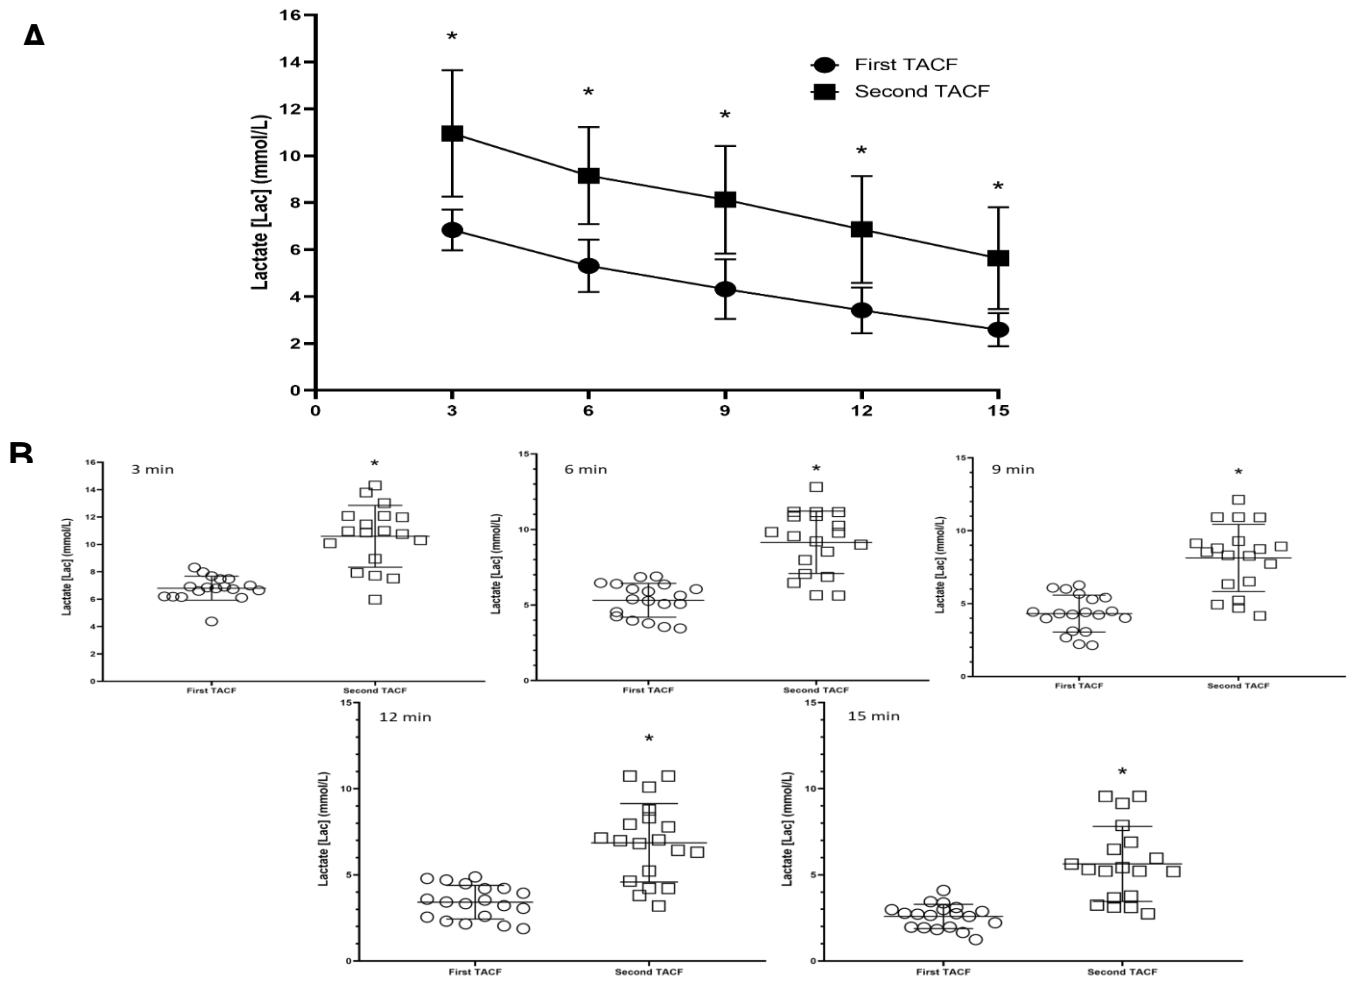 A
16
14
12
10
8
6
4
2
0
Lactate [Lac] (mmol/L)
* * * * *
First TACF
Second TACF
0 3 6 9 12 15
B
3 min
*
16
14
12
10
8
6
4
2
0
Lactate [Lac] (mmol/L)
First TACF Second TACF
6 min
*
15
10
5
0
Lactate [Lac] (mmol/L)
First TACF Second TACF
9 min
*
15
10
5
0
Lactate [Lac] (mmol/L)
First TACF Second TACF
12 min
*
15
10
5
0
Lactate [Lac] (mmol/L)
First TACF Second TACF
15 min
*
15
10
5
0
Lactate [Lac] (mmol/L)
First TACF Second TACF